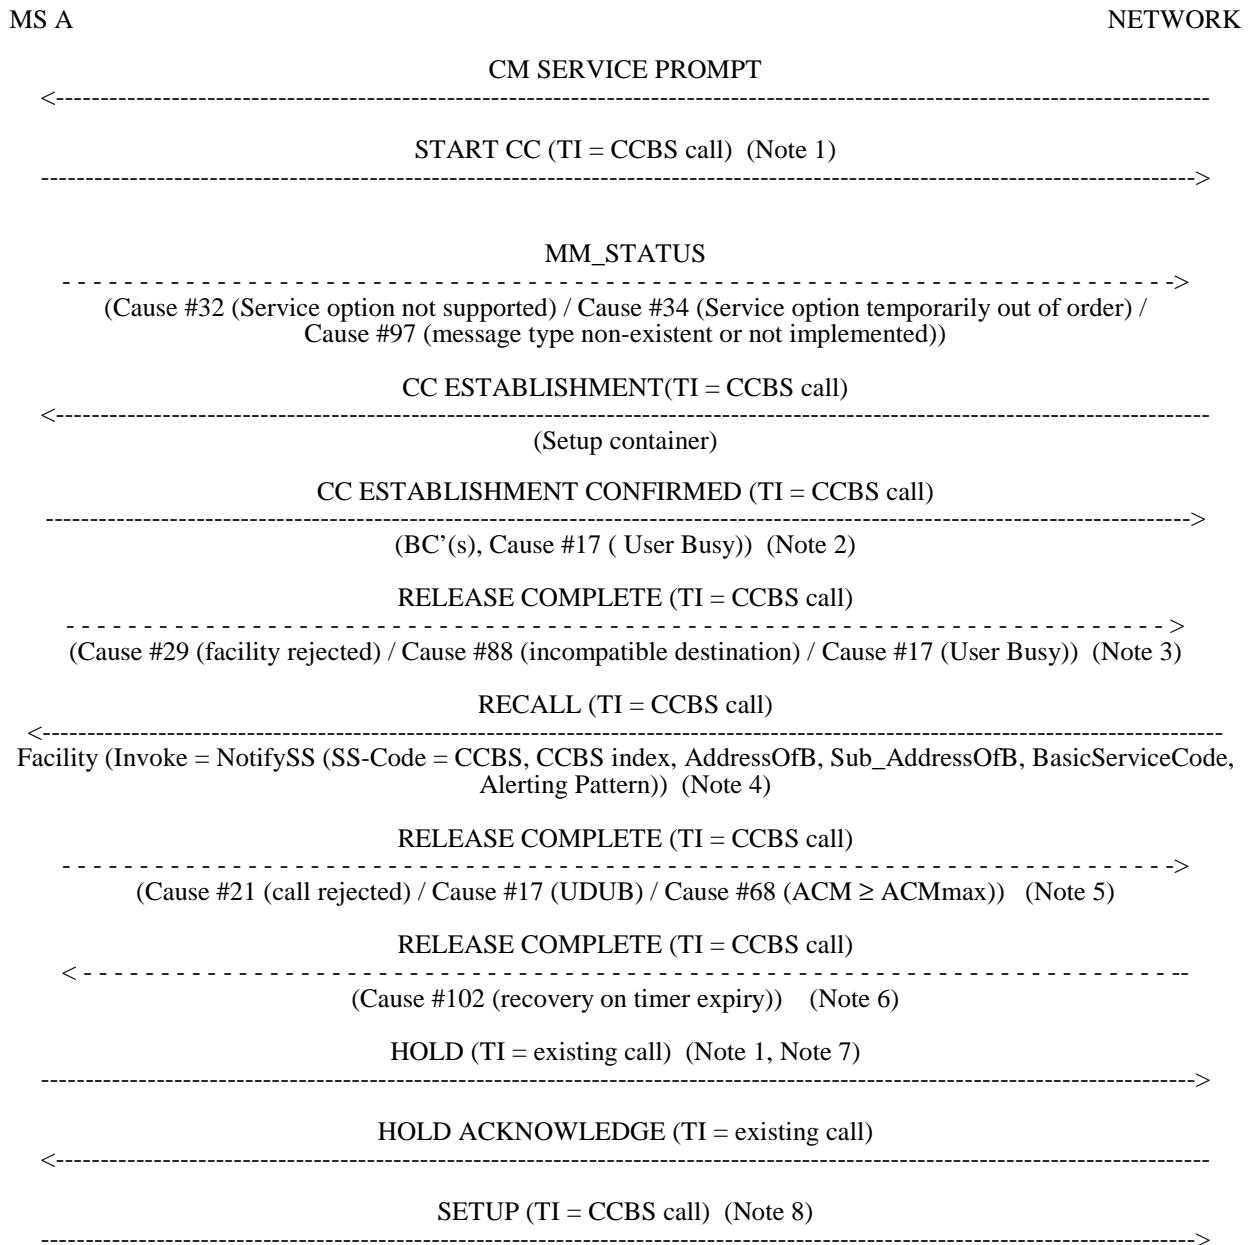 MS A NETWORK
CM SERVICE PROMPT
<----------------------------------------------------------------------------------------------------------------------------------
START CC (TI = CCBS call) (Note 1)
---------------------------------------------------------------------------------------------------------------------------------->
MM_STATUS
- - - - - - - - - - - - - - - - - - - - - - - - - - - - - - - - - - - - - - - - - - - - - - - - - - - - - - - - - - - - - - - - - - - - - - - ->
(Cause #32 (Service option not supported) / Cause #34 (Service option temporarily out of order) /
Cause #97 (message type non-existent or not implemented))
CC ESTABLISHMENT(TI = CCBS call)
<----------------------------------------------------------------------------------------------------------------------------------
(Setup container)
CC ESTABLISHMENT CONFIRMED (TI = CCBS call)
--------------------------------------------------------------------------------------------------------------------------------->
(BC’(s), Cause #17 ( User Busy)) (Note 2)
RELEASE COMPLETE (TI = CCBS call)
- - - - - - - - - - - - - - - - - - - - - - - - - - - - - - - - - - - - - - - - - - - - - - - - - - - - - - - - - - - - - - - - - - - - - - - >
(Cause #29 (facility rejected) / Cause #88 (incompatible destination) / Cause #17 (User Busy)) (Note 3)
RECALL (TI = CCBS call)
<-------------------------------------------------------------------------------------------------------------------------------------
Facility (Invoke = NotifySS (SS-Code = CCBS, CCBS index, AddressOfB, Sub_AddressOfB, BasicServiceCode,
Alerting Pattern)) (Note 4)
RELEASE COMPLETE (TI = CCBS call)
- - - - - - - - - - - - - - - - - - - - - - - - - - - - - - - - - - - - - - - - - - - - - - - - - - - - - - - - - - - - - - - - - - - - - - - ->
(Cause #21 (call rejected) / Cause #17 (UDUB) / Cause #68 (ACM ≥ ACMmax)) (Note 5)
RELEASE COMPLETE (TI = CCBS call)
< - - - - - - - - - - - - - - - - - - - - - - - - - - - - - - - - - - - - - - - - - - - - - - - - - - - - - - - - - - - - - - - - - - - - - - --
(Cause #102 (recovery on timer expiry)) (Note 6)
HOLD (TI = existing call) (Note 1, Note 7)
---------------------------------------------------------------------------------------------------------------------------------->
HOLD ACKNOWLEDGE (TI = existing call)
<----------------------------------------------------------------------------------------------------------------------------------
SETUP (TI = CCBS call) (Note 8)
---------------------------------------------------------------------------------------------------------------------------------->